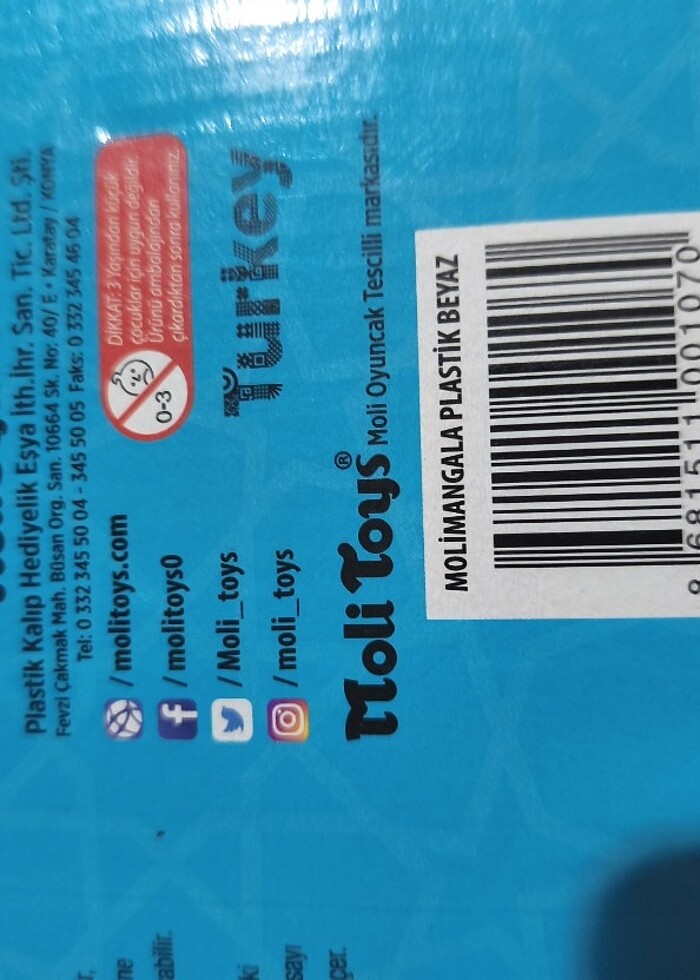 Plastik Kalıp Hediyelik Eşya İth.İhr. San. Tic. Ltd. Şti.
Fevzi Çakmak Mah. Büsan Org. San. 10664 Sk. No: 40/ E • Karatay / KONYA
Tel: 0 332 345 50 04 - 345 50 05 Faks: 0 332 345 46 04
/ molitoys.com
/ molitoys0
/ Moli_toys
/ moli_toys
0-3
DİKKAT: 3 Yaşından küçük
çocuklar için uygun değildir.
Ürünü ambalajından
çıkardıktan sonra kullanınız.
Turkey
Moli Toys® Moli Oyuncak Tescilli markasıdır.
MOLİMANGALA PLASTİK BEYAZ